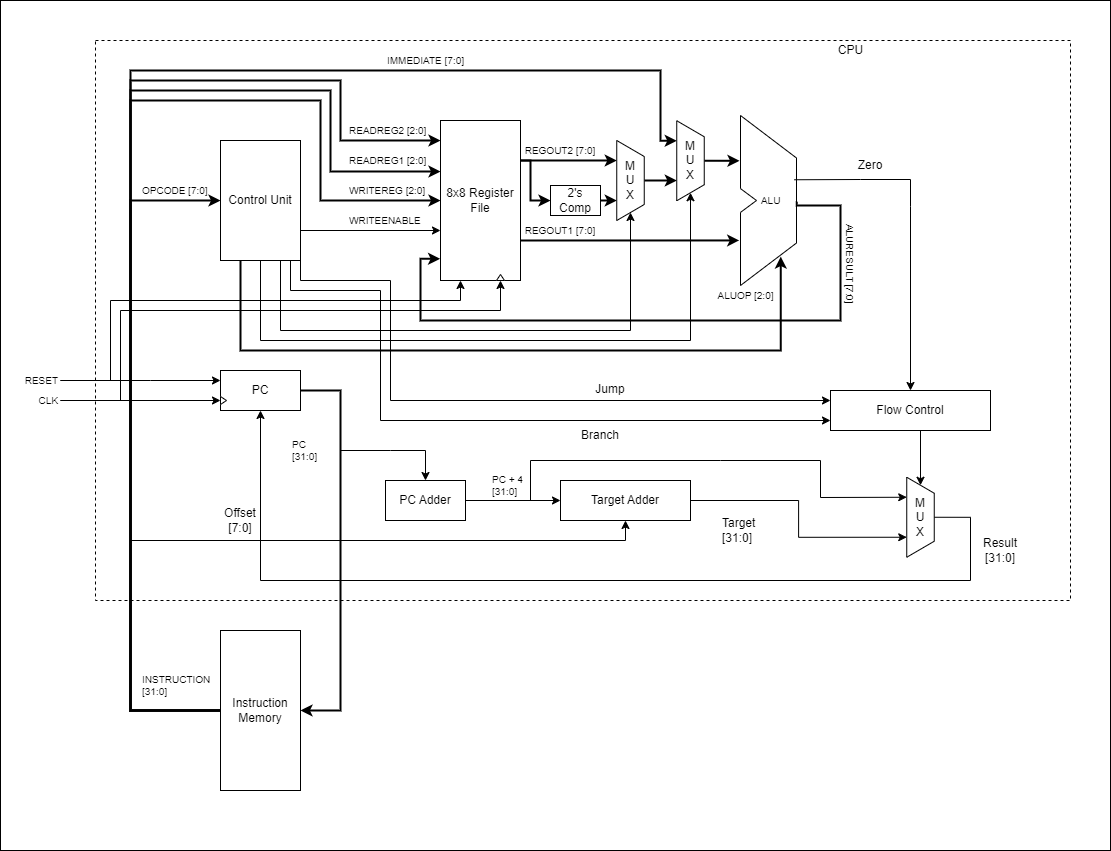 CPU
IMMEDIATE [7:0]
READREG2 [2:0]
READREG1 [2:0]
WRITEREG [2:0]
WRITEENABLE
OPCODE [7:0]
Control Unit
8x8 Register
File
REGOUT2 [7:0]
2's
Comp
REGOUT1 [7:0]
M
U
X
M
U
X
ALU
Zero
ALURESULT [7:0]
ALUOP [2:0]
RESET
CLK
PC
Jump
Flow Control
Branch
PC
[31:0]
PC Adder
PC + 4
[31:0]
Target Adder
Offset
[7:0]
Target
[31:0]
M
U
X
Result
[31:0]
INSTRUCTION
[31:0]
Instruction
Memory